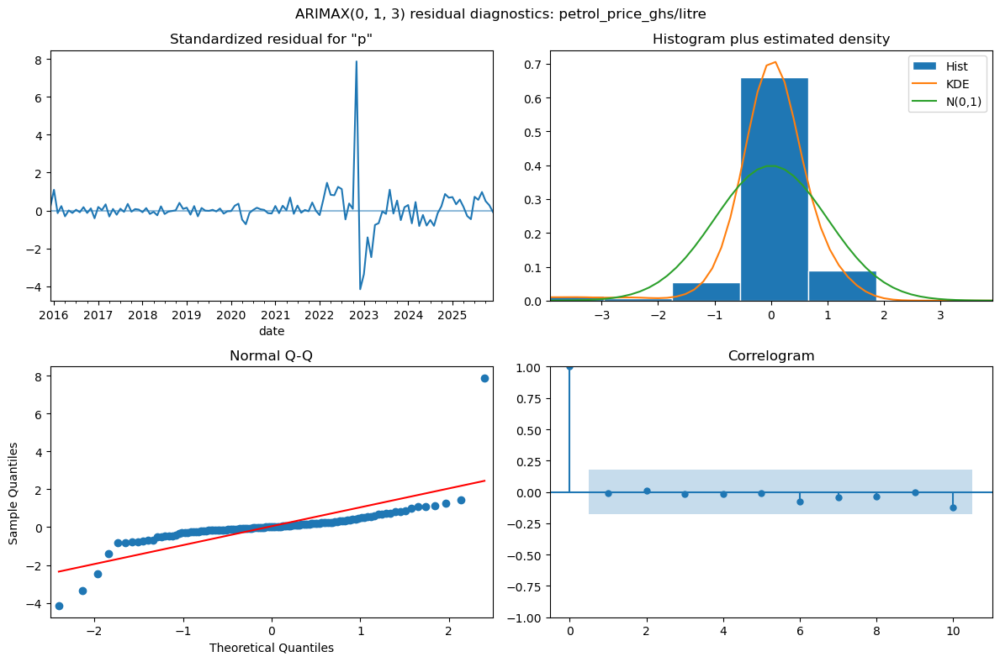 ARIMAX(0, 1, 3) residual diagnostics: petrol_price_ghs/litre
Standardized residual for "p"
8
6
4
2
0
−2
−4
2016 2017 2018 2019 2020 2021 2022 2023 2024 2025
date
Histogram plus estimated density
Hist
KDE
N(0,1)
0.7
0.6
0.5
0.4
0.3
0.2
0.1
0.0
−3 −2 −1 0 1 2 3
Normal Q-Q
Sample Quantiles
8
6
4
2
0
−2
−4
−2 −1 0 1 2
Theoretical Quantiles
Correlogram
1.00
0.75
0.50
0.25
0.00
−0.25
−0.50
−0.75
−1.00
0 2 4 6 8 10